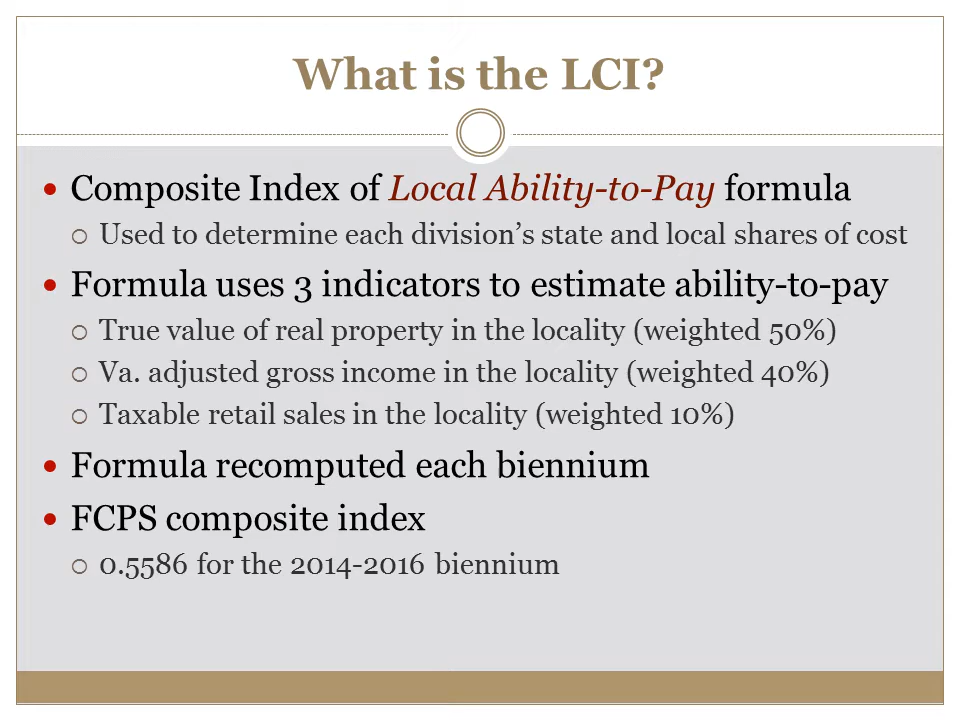 What is the LCI?
Composite Index of Local Ability-to-Pay formula
Used to determine each division's state and local shares of cost
Formula uses 3 indicators to estimate ability-to-pay
True value of real property in the locality (weighted 50%)
Va. adjusted gross income in the locality (weighted 40%)
Taxable retail sales in the locality (weighted 10%)
Formula recomputed each biennium
FCPS composite index
0.5586 for the 2014-2016 biennium